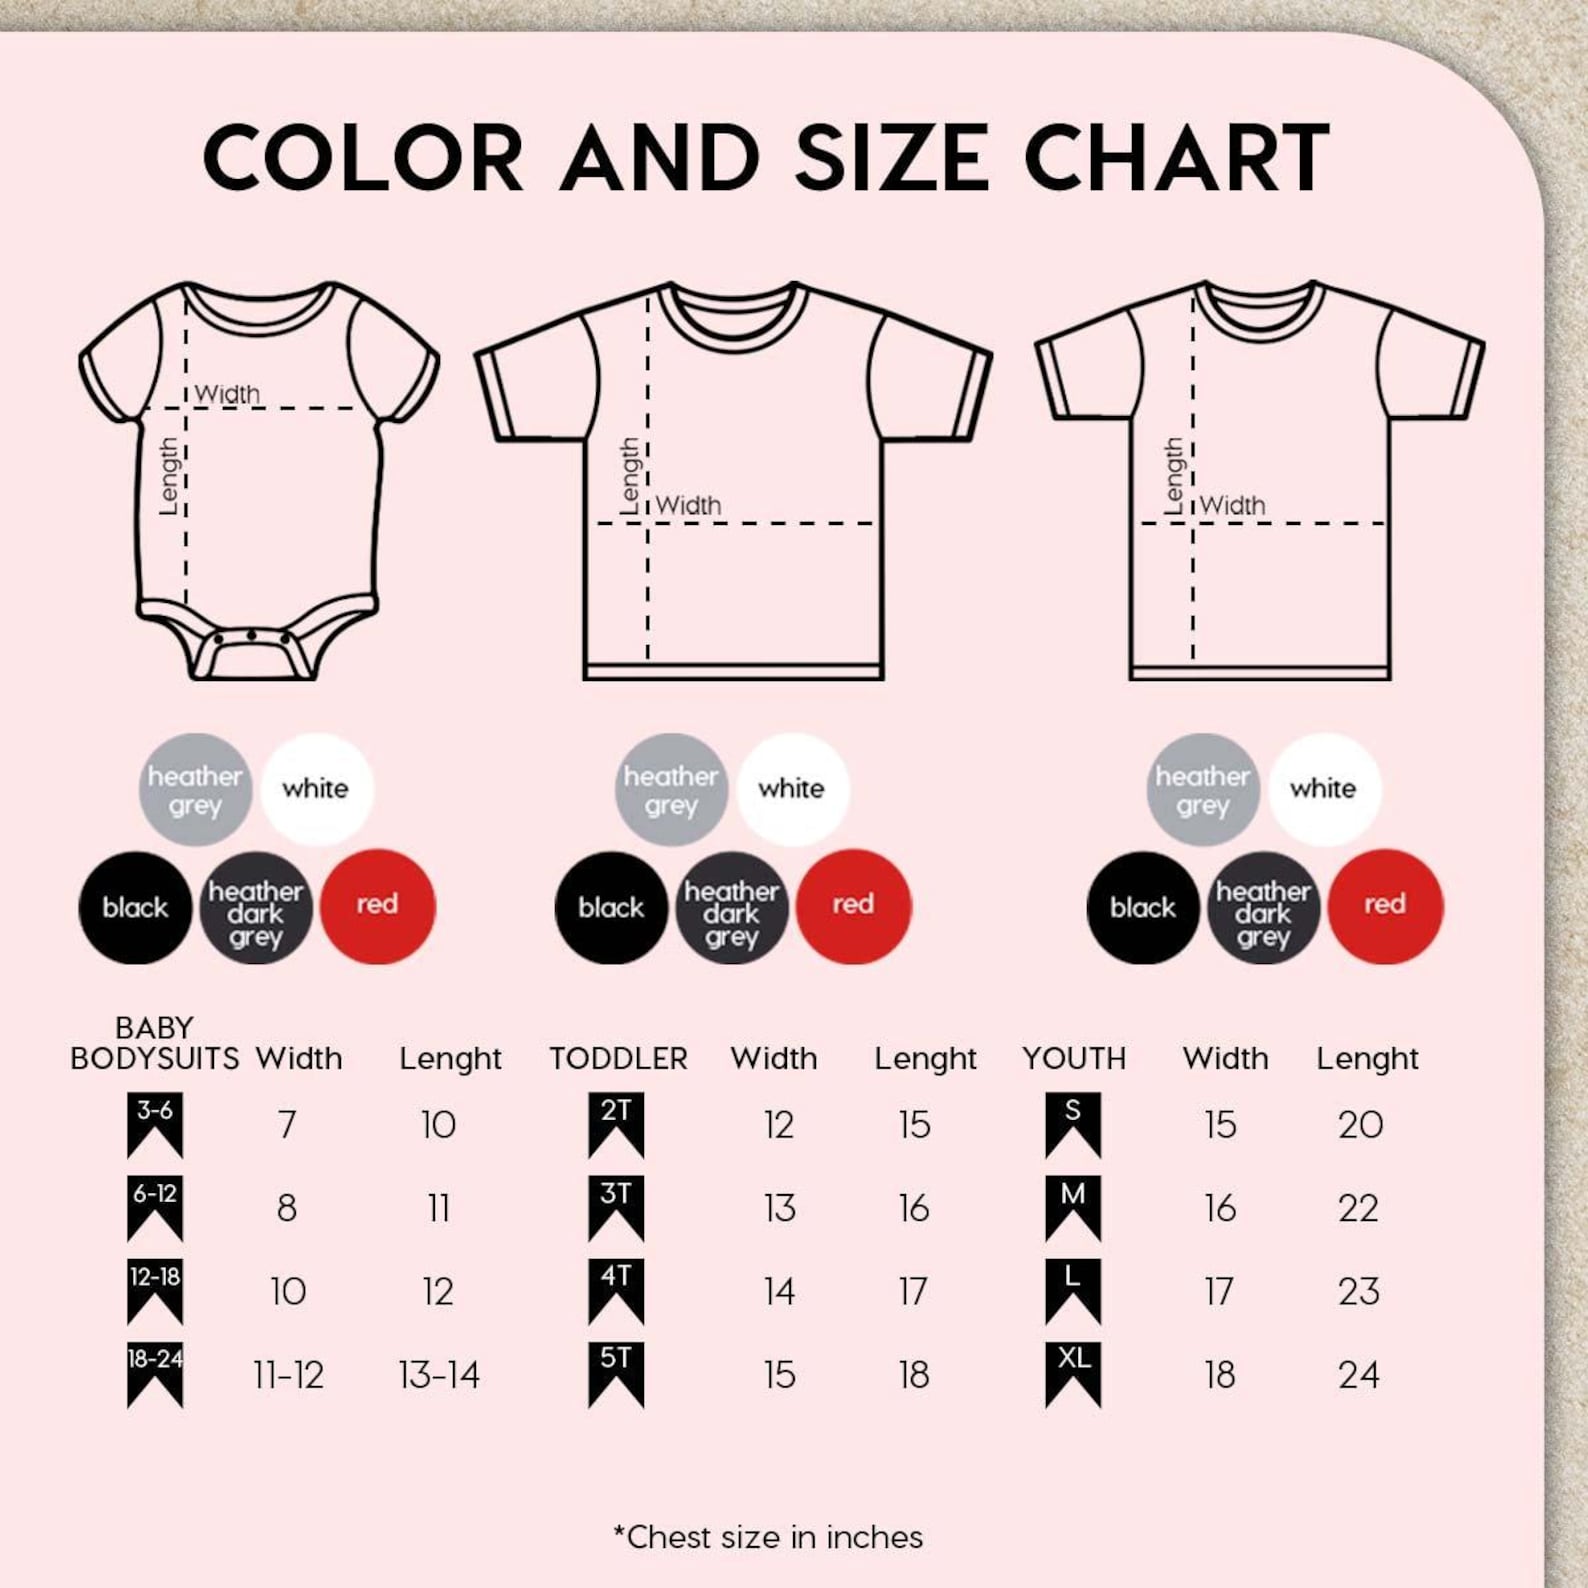 COLOR AND SIZE CHART
Width
Length
Length
Width
Length
Width
heather
grey
white
black
heather
dark
grey
red
heather
grey
white
black
heather
dark
grey
red
heather
grey
white
black
heather
dark
grey
red
BABY
BODYSUITS Width Lenght
3-6 7 10
6-12 8 11
12-18 10 12
18-24 11-12 13-14
TODDLER Width Lenght
2T 12 15
3T 13 16
4T 14 17
5T 15 18
YOUTH Width Lenght
S 15 20
M 16 22
L 17 23
XL 18 24
*Chest size in inches